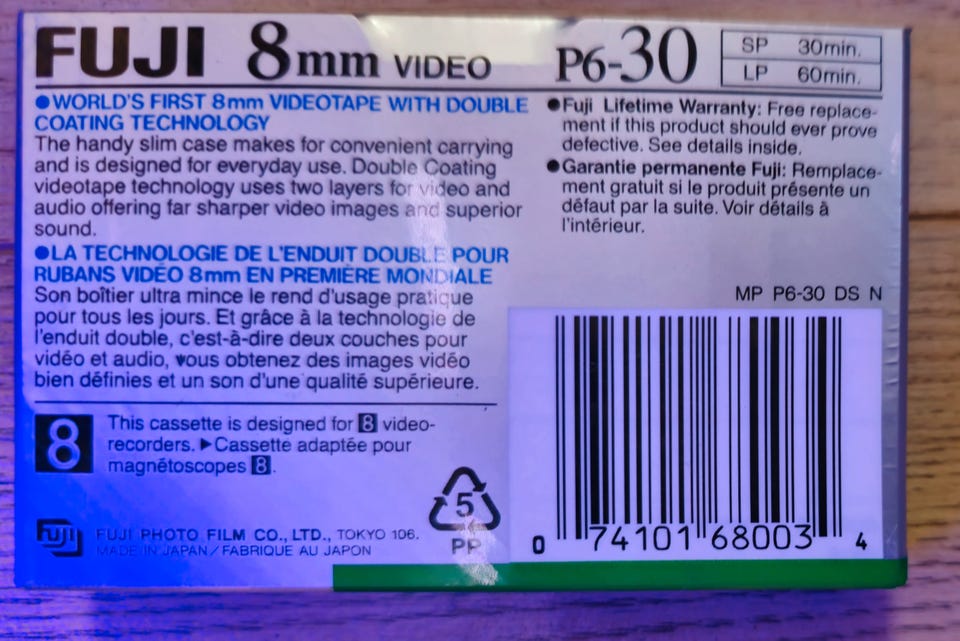 FUJI 8mm VIDEO P6-30
SP 30min.
LP 60min.
●WORLD'S FIRST 8mm VIDEOTAPE WITH DOUBLE
COATING TECHNOLOGY
The handy slim case makes for convenient carrying
and is designed for everyday use. Double Coating
videotape technology uses two layers for video and
audio offering far sharper video images and superior
sound.
●LA TECHNOLOGIE DE L'ENDUIT DOUBLE POUR
RUBANS VIDÉO 8mm EN PREMIÈRE MONDIALE
Son boîtier ultra mince le rend d'usage pratique
pour tous les jours. Et grâce à la technologie de
l'enduit double, c'est-à-dire deux couches pour
vidéo et audio, vous obtenez des images vidéo
bien définies et un son d'une qualité supérieure.
●Fuji Lifetime Warranty: Free replace-
ment if this product should ever prove
defective. See details inside.
●Garantie permanente Fuji: Remplace-
ment gratuit si le produit présente un
défaut par la suite. Voir détails à
l'intérieur.
MP P6-30 DS N
8
This cassette is designed for 8 video-
recorders. ▶Cassette adaptée pour
magnétoscopes 8.
5
PP
FUJI
FUJI PHOTO FILM CO., LTD., TOKYO 106.
MADE IN JAPAN/FABRIQUE AU JAPON
0 74101 68003 4